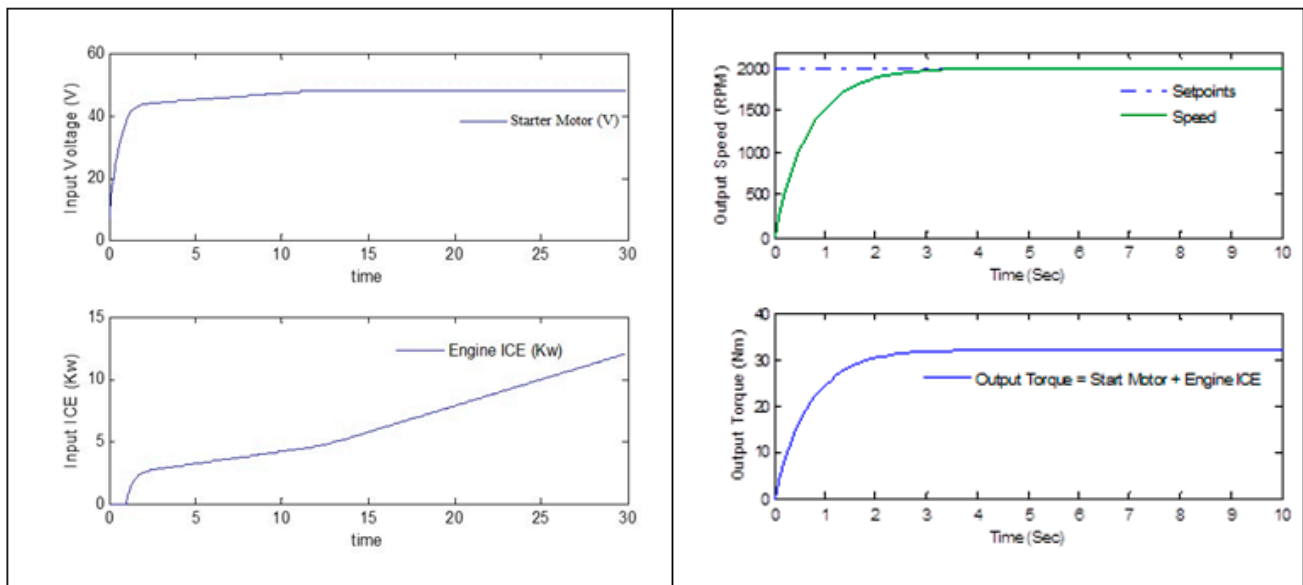 60
40
20
0
Input Voltage (V)
Starter Motor (V)
0 5 10 15 20 25 30
time
15
10
5
0
Input ICE (Kw)
Engine ICE (Kw)
0 5 10 15 20 25 30
time
2000
1500
1000
500
0
Output Speed (RPM)
Setpoints
Speed
0 1 2 3 4 5 6 7 8 9 10
Time (Sec)
40
30
20
10
0
Output Torque (Nm)
Output Torque = Start Motor + Engine ICE
0 1 2 3 4 5 6 7 8 9 10
Time (Sec)